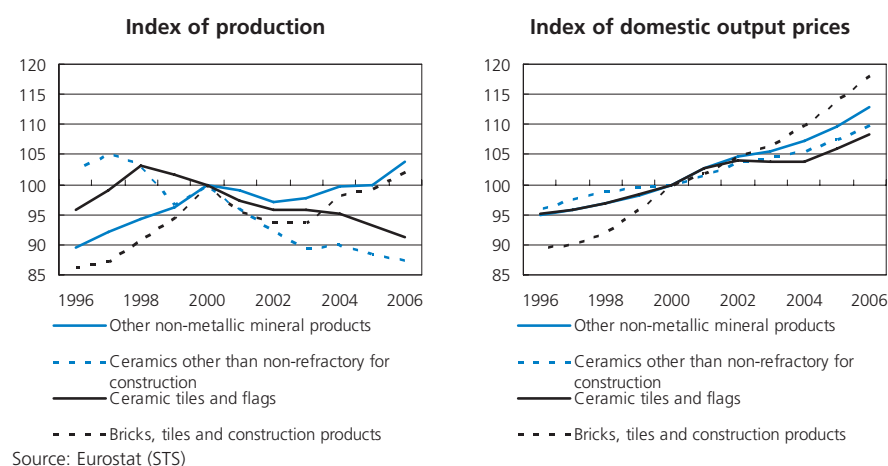 Index of production
120
115
110
105
100
95
90
85
1996 1998 2000 2002 2004 2006
Other non-metallic mineral products
Ceramics other than non-refractory for
construction
Ceramic tiles and flags
Bricks, tiles and construction products
Index of domestic output prices
120
115
110
105
100
95
90
85
1996 1998 2000 2002 2004 2006
Other non-metallic mineral products
Ceramics other than non-refractory for
construction
Ceramic tiles and flags
Bricks, tiles and construction products
Source: Eurostat (STS)